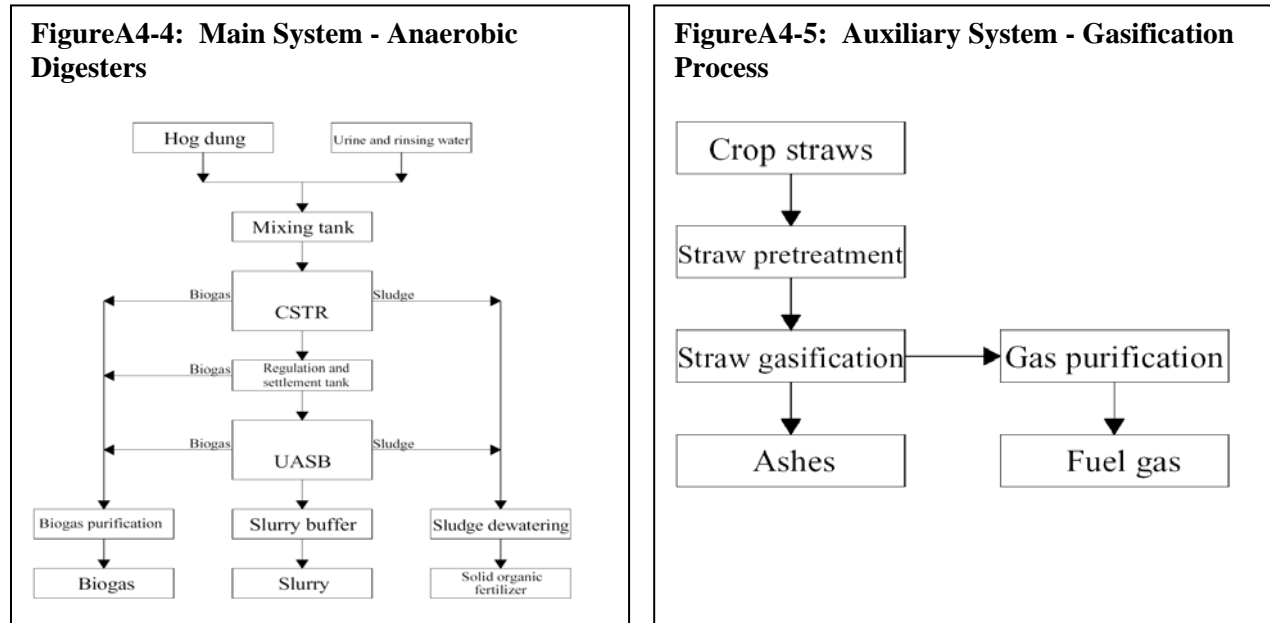 FigureA4-4: Main System - Anaerobic
Digesters
Hog dung
Urine and rinsing water
Mixing tank
Biogas
CSTR
Sludge
Biogas
Regulation and
settlement tank
Biogas
UASB
Sludge
Biogas purification
Slurry buffer
Sludge dewatering
Biogas
Slurry
Solid organic
fertilizer
FigureA4-5: Auxiliary System - Gasification
Process
Crop straws
Straw pretreatment
Straw gasification
Gas purification
Ashes
Fuel gas